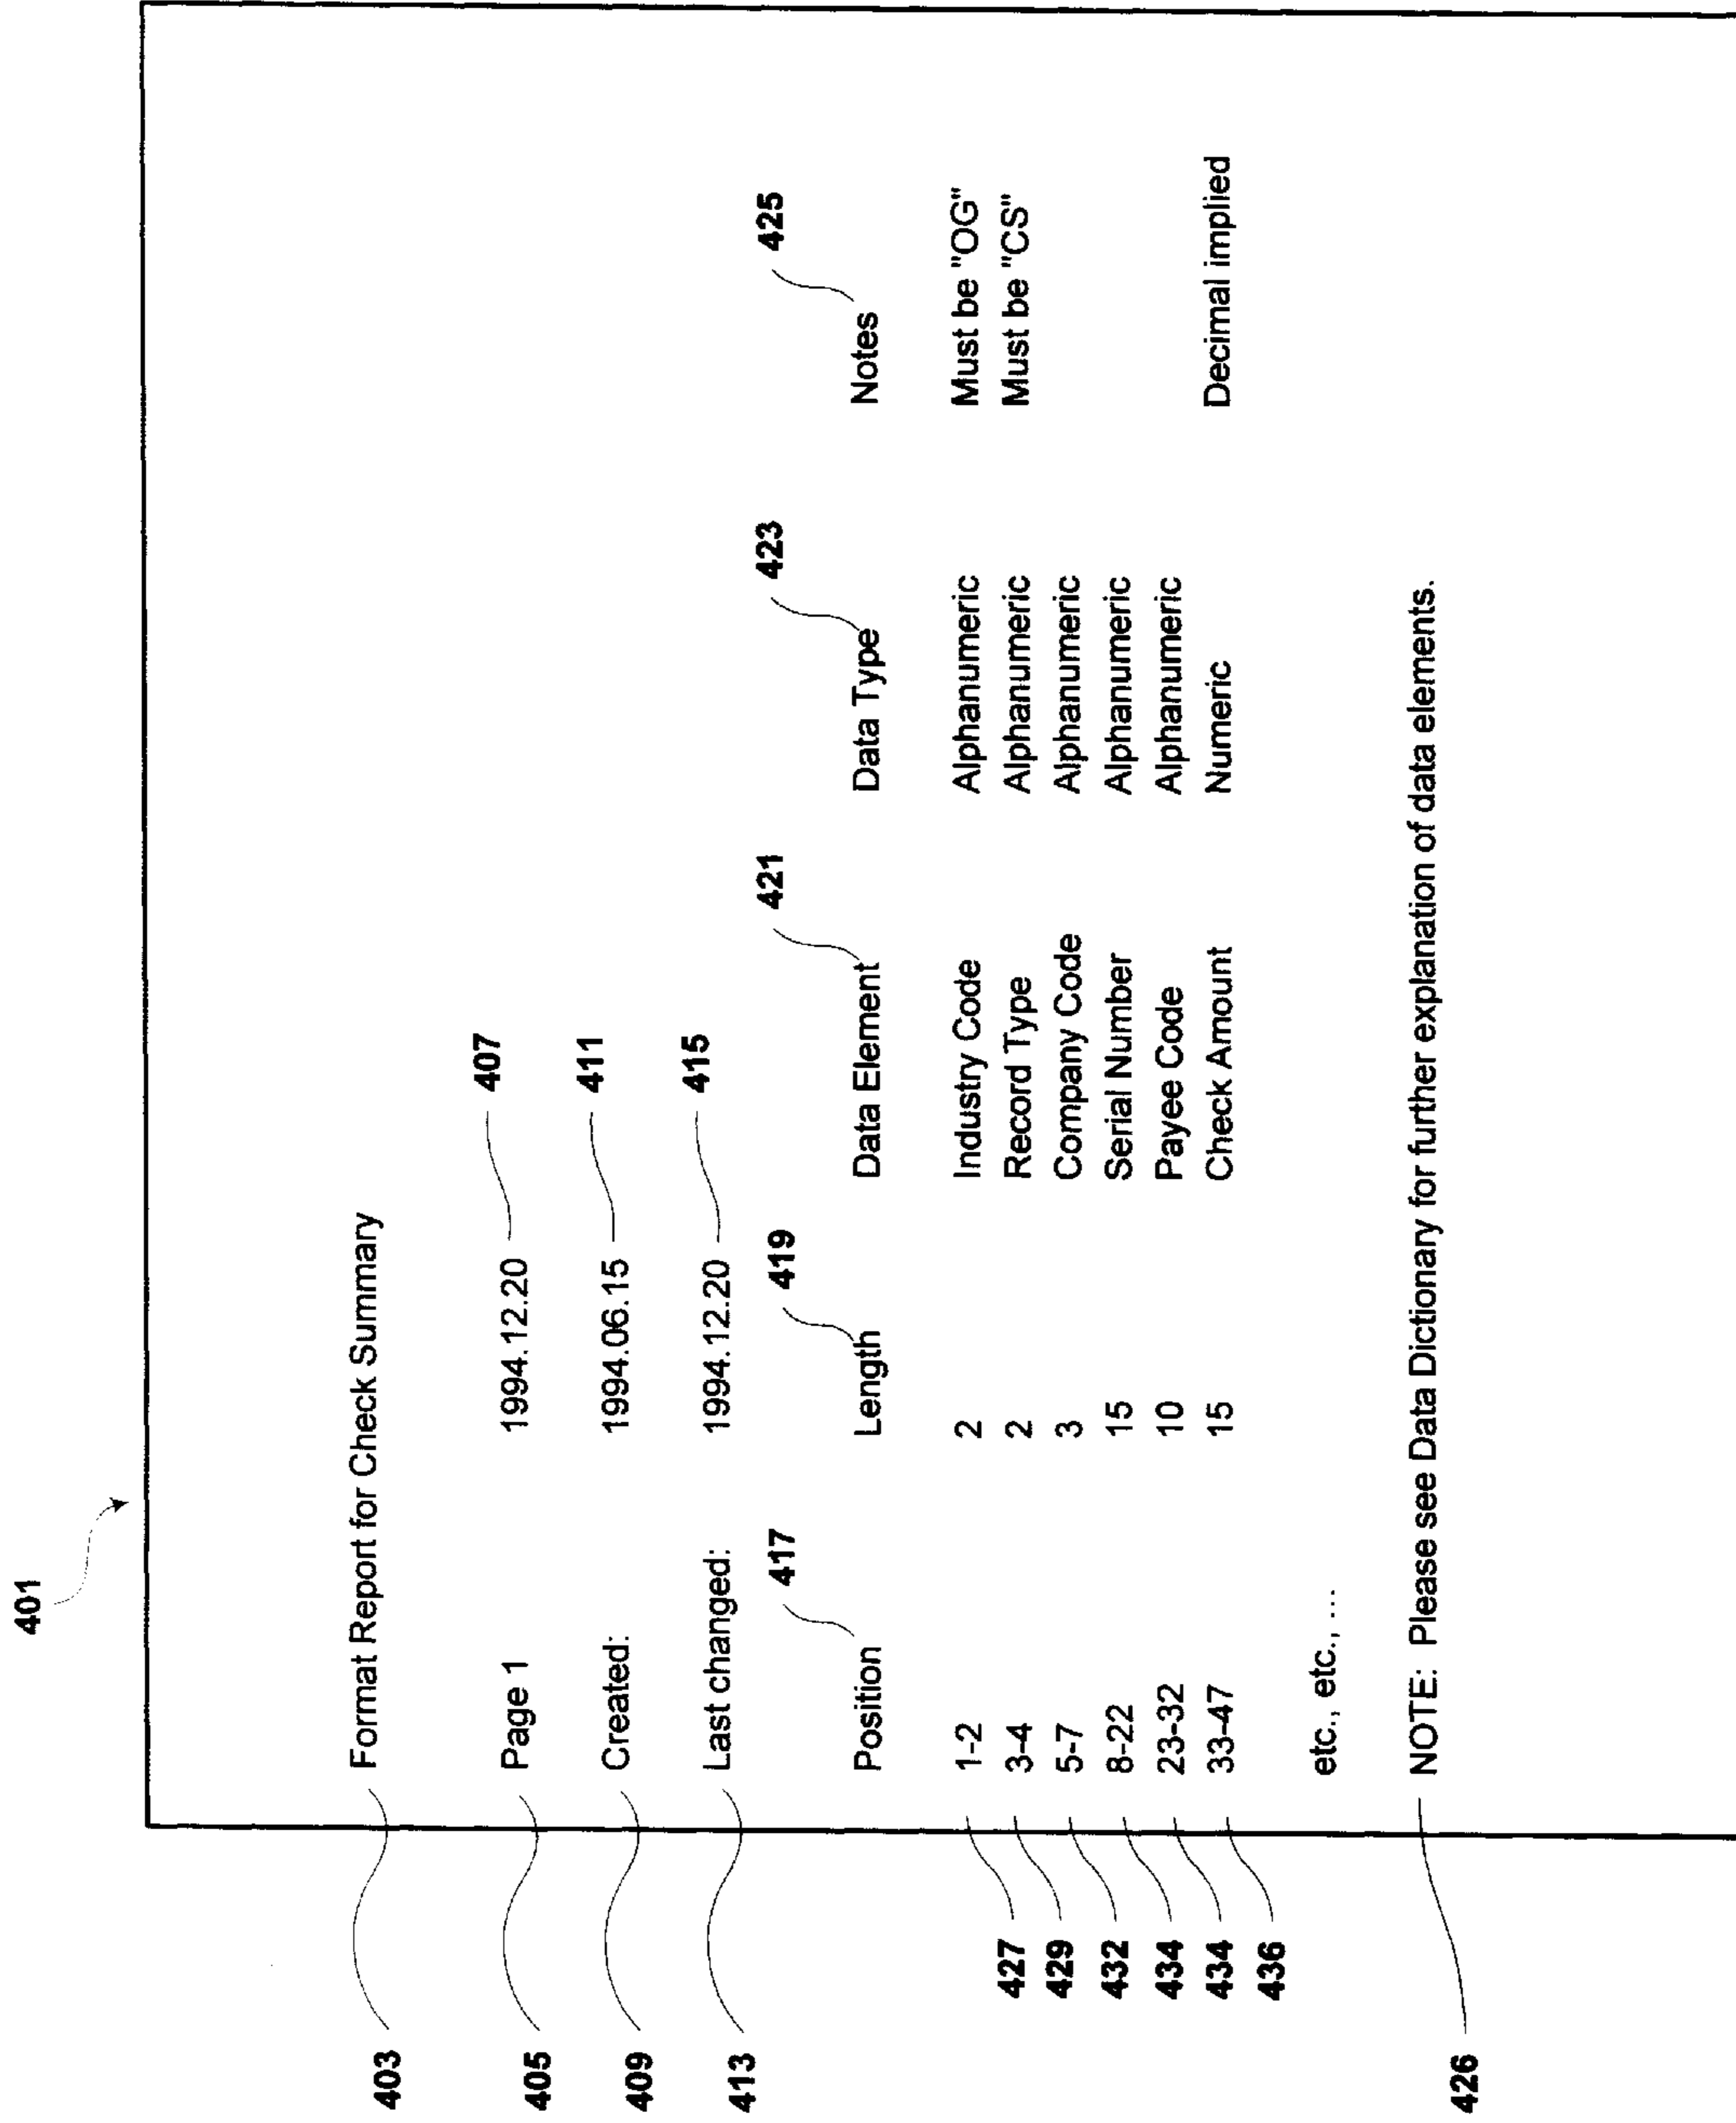 401
403 Format Report for Check Summary
405 Page 1 1994.12.20 407
409 Created: 1994.06.15 411
413 Last changed: 1994.12.20 415
417 419 421 423 425
Position Length Data Element Data Type Notes
427 1-2 2 Industry Code Alphanumeric Must be "OG"
429 3-4 2 Record Type Alphanumeric Must be "CS"
432 5-7 3 Company Code Alphanumeric
434 8-22 15 Serial Number Alphanumeric
434 23-32 10 Payee Code Alphanumeric
436 33-47 15 Check Amount Numeric Decimal implied
etc., etc., ...
426 NOTE: Please see Data Dictionary for further explanation of data elements.